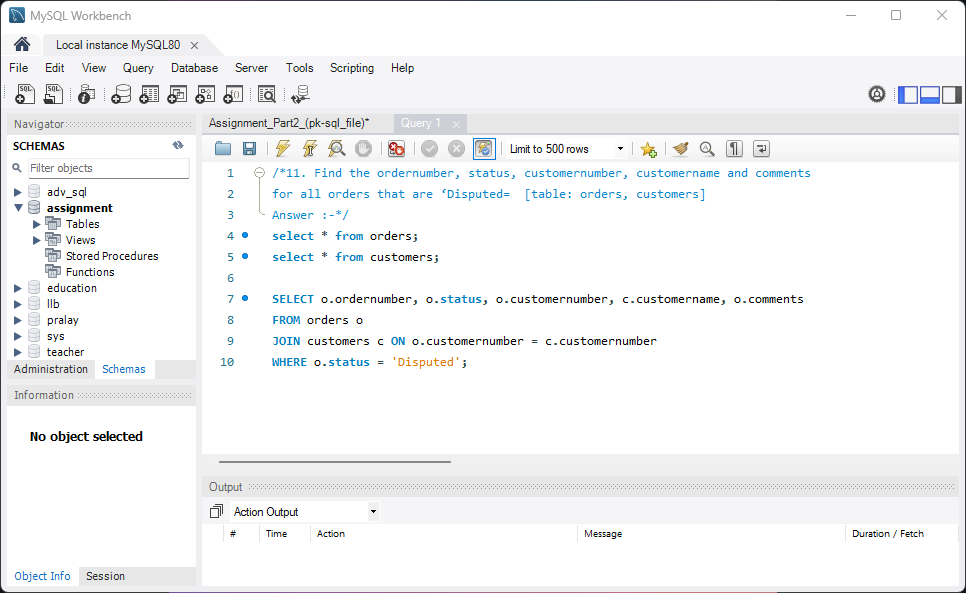 MySQL Workbench
Local instance MySQL80
File Edit View Query Database Server Tools Scripting Help
Navigator
SCHEMAS
Filter objects
adv_sql
assignment
Tables
Views
Stored Procedures
Functions
education
llb
pralay
sys
teacher
Administration Schemas
Information
No object selected
Object Info Session
Assignment_Part2_(pk-sql_file)* Query 1
Limit to 500 rows
1 /*11. Find the ordernumber, status, customernumber, customername and comments
2 for all orders that are ‘Disputed=  [table: orders, customers]
3 Answer :-*/
4 select * from orders;
5 select * from customers;
6
7 SELECT o.ordernumber, o.status, o.customernumber, c.customername, o.comments
8 FROM orders o
9 JOIN customers c ON o.customernumber = c.customernumber
10 WHERE o.status = 'Disputed';
Output
Action Output
# Time Action Message Duration / Fetch